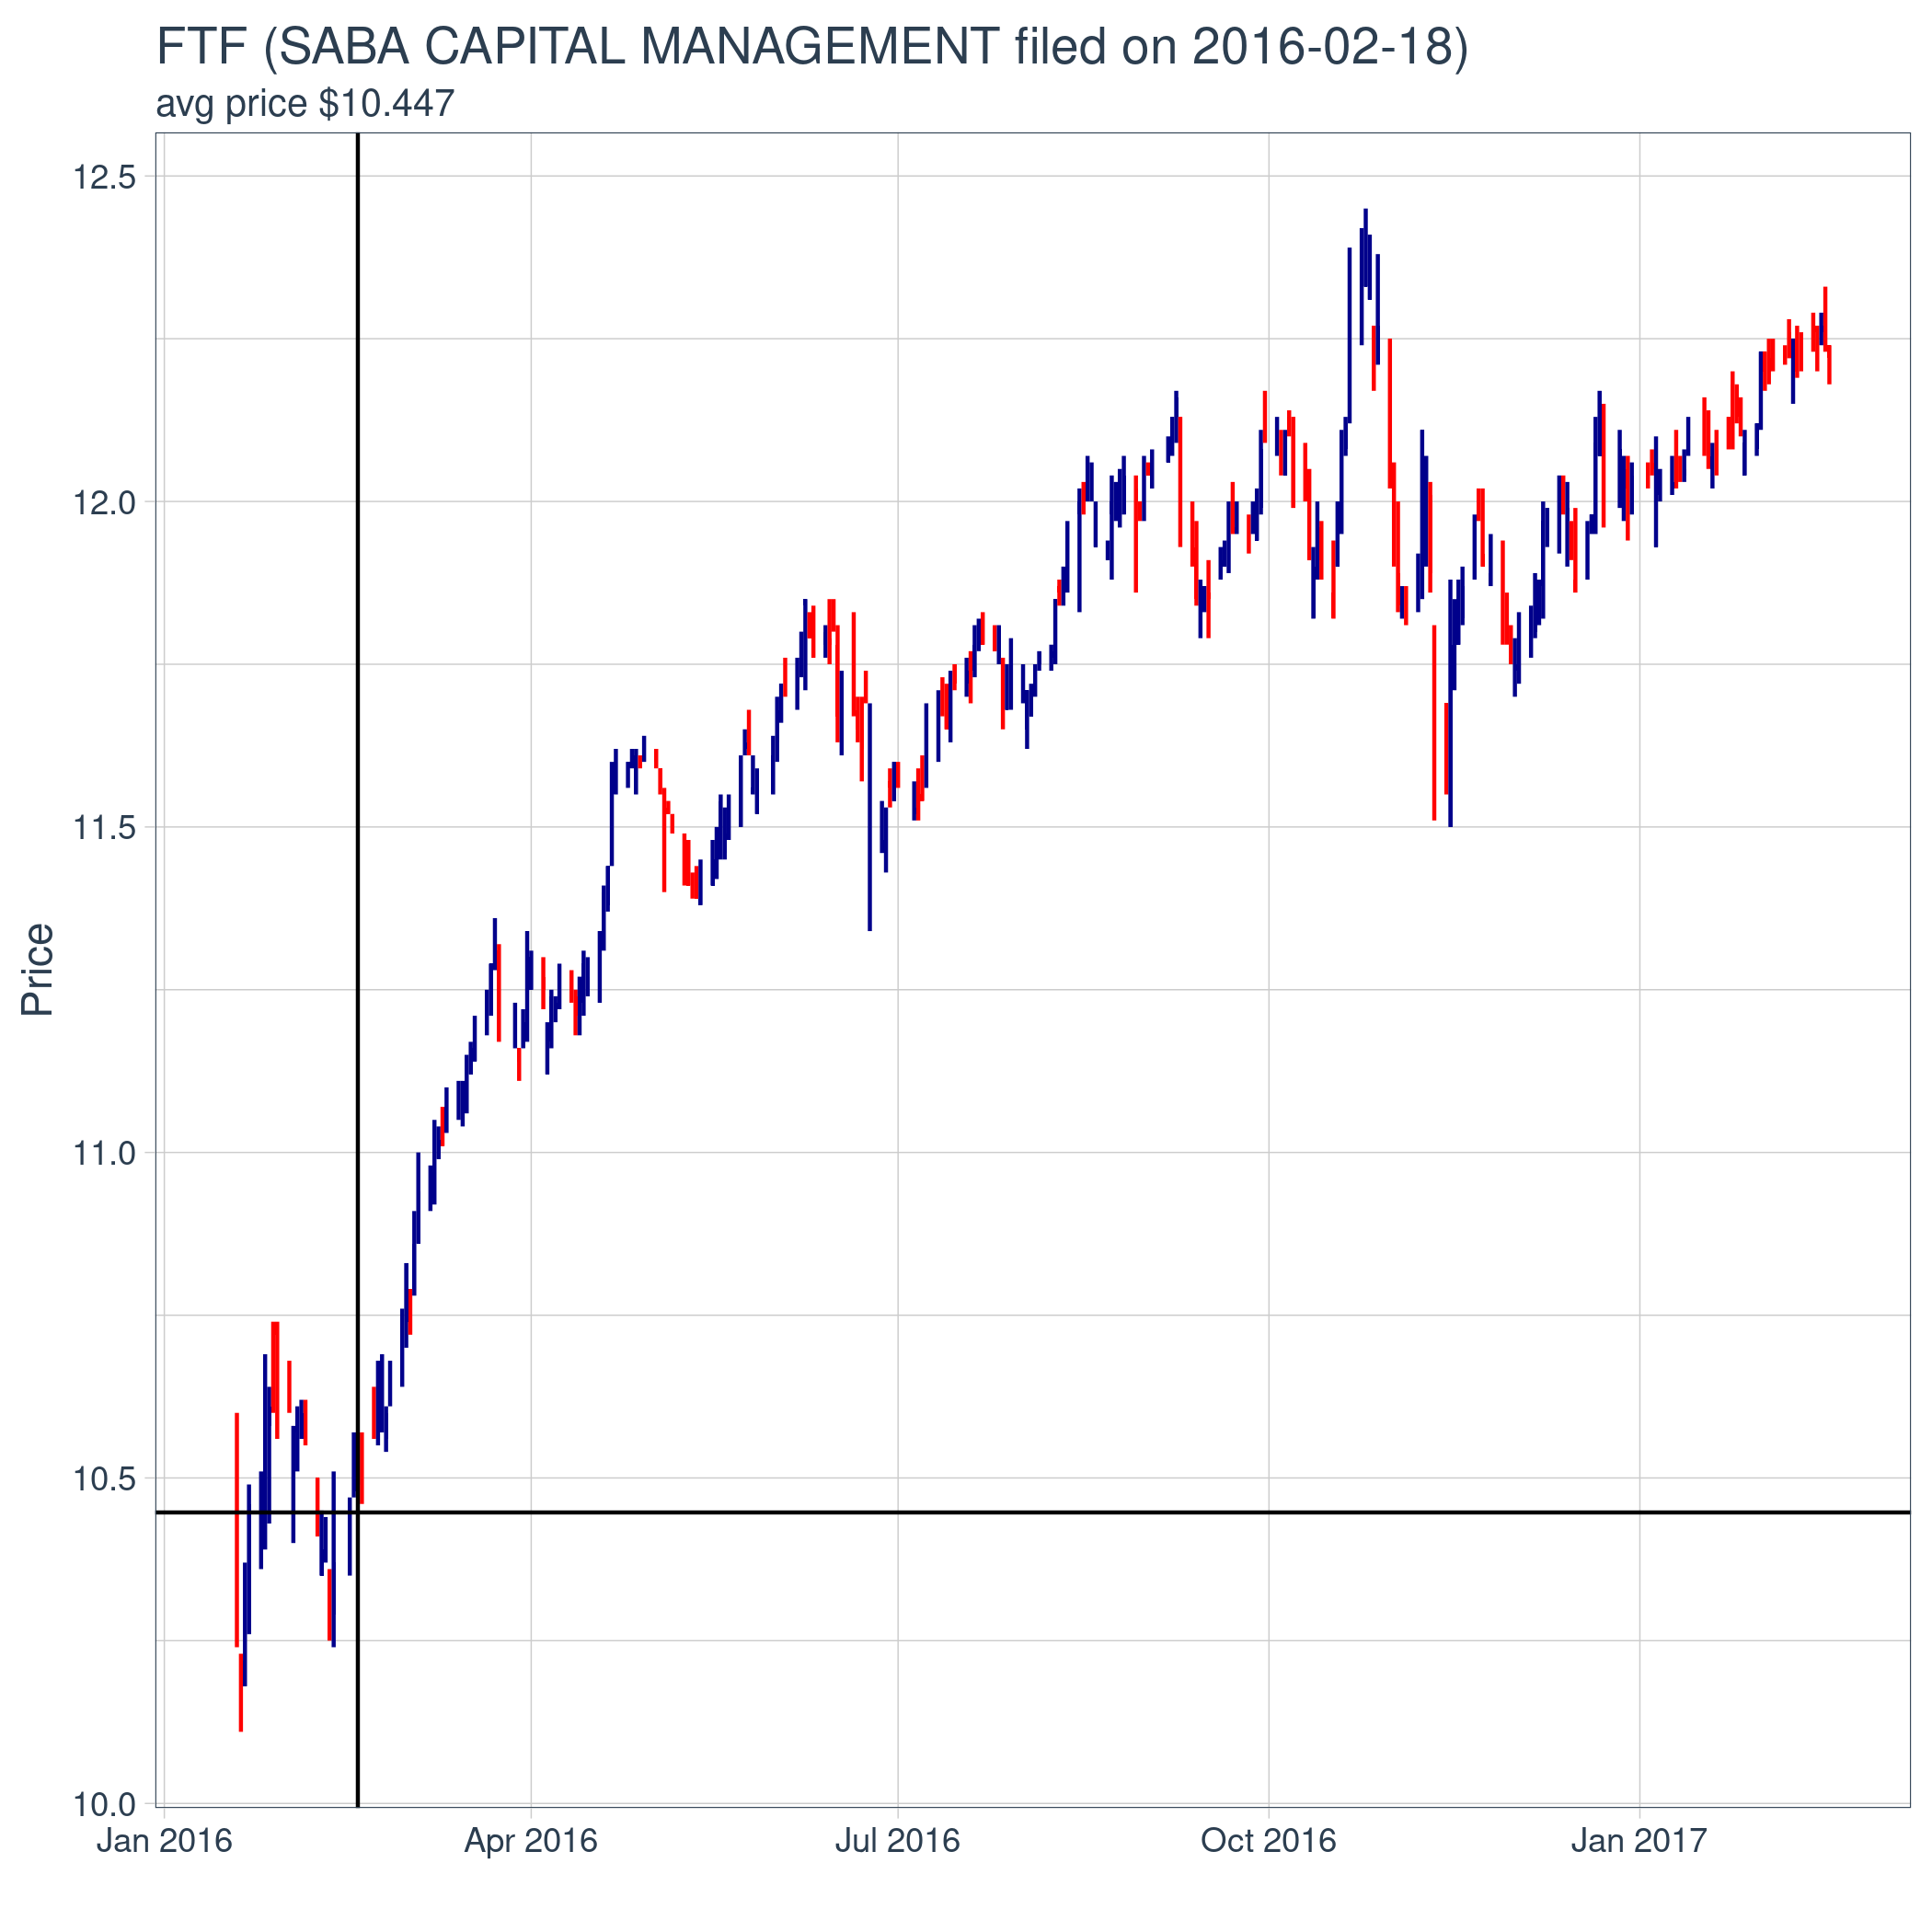 FTF (SABA CAPITAL MANAGEMENT filed on 2016-02-18)
avg price $10.447
12.5
12.0
11.5
11.0
10.5
10.0
Price
Jan 2016
Apr 2016
Jul 2016
Oct 2016
Jan 2017